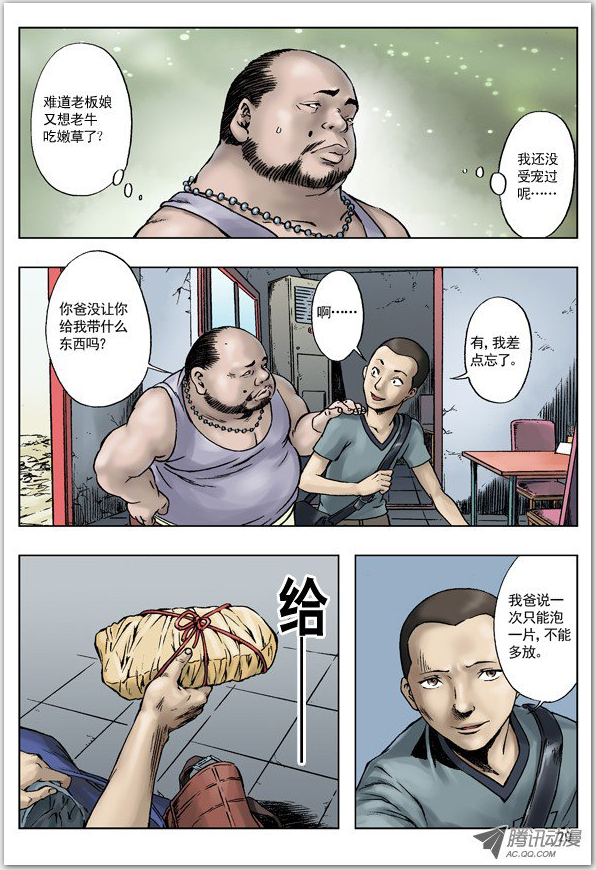 难道老板娘
又想老牛
吃嫩草了?
我还没
受宠过
呢……
你爸没让你
给我带什么
东西吗?
啊……
有,我差
点忘了。
给——
我爸说一
次只能泡
一片,不能
多放。
29
腾讯动漫
AC.QQ.COM